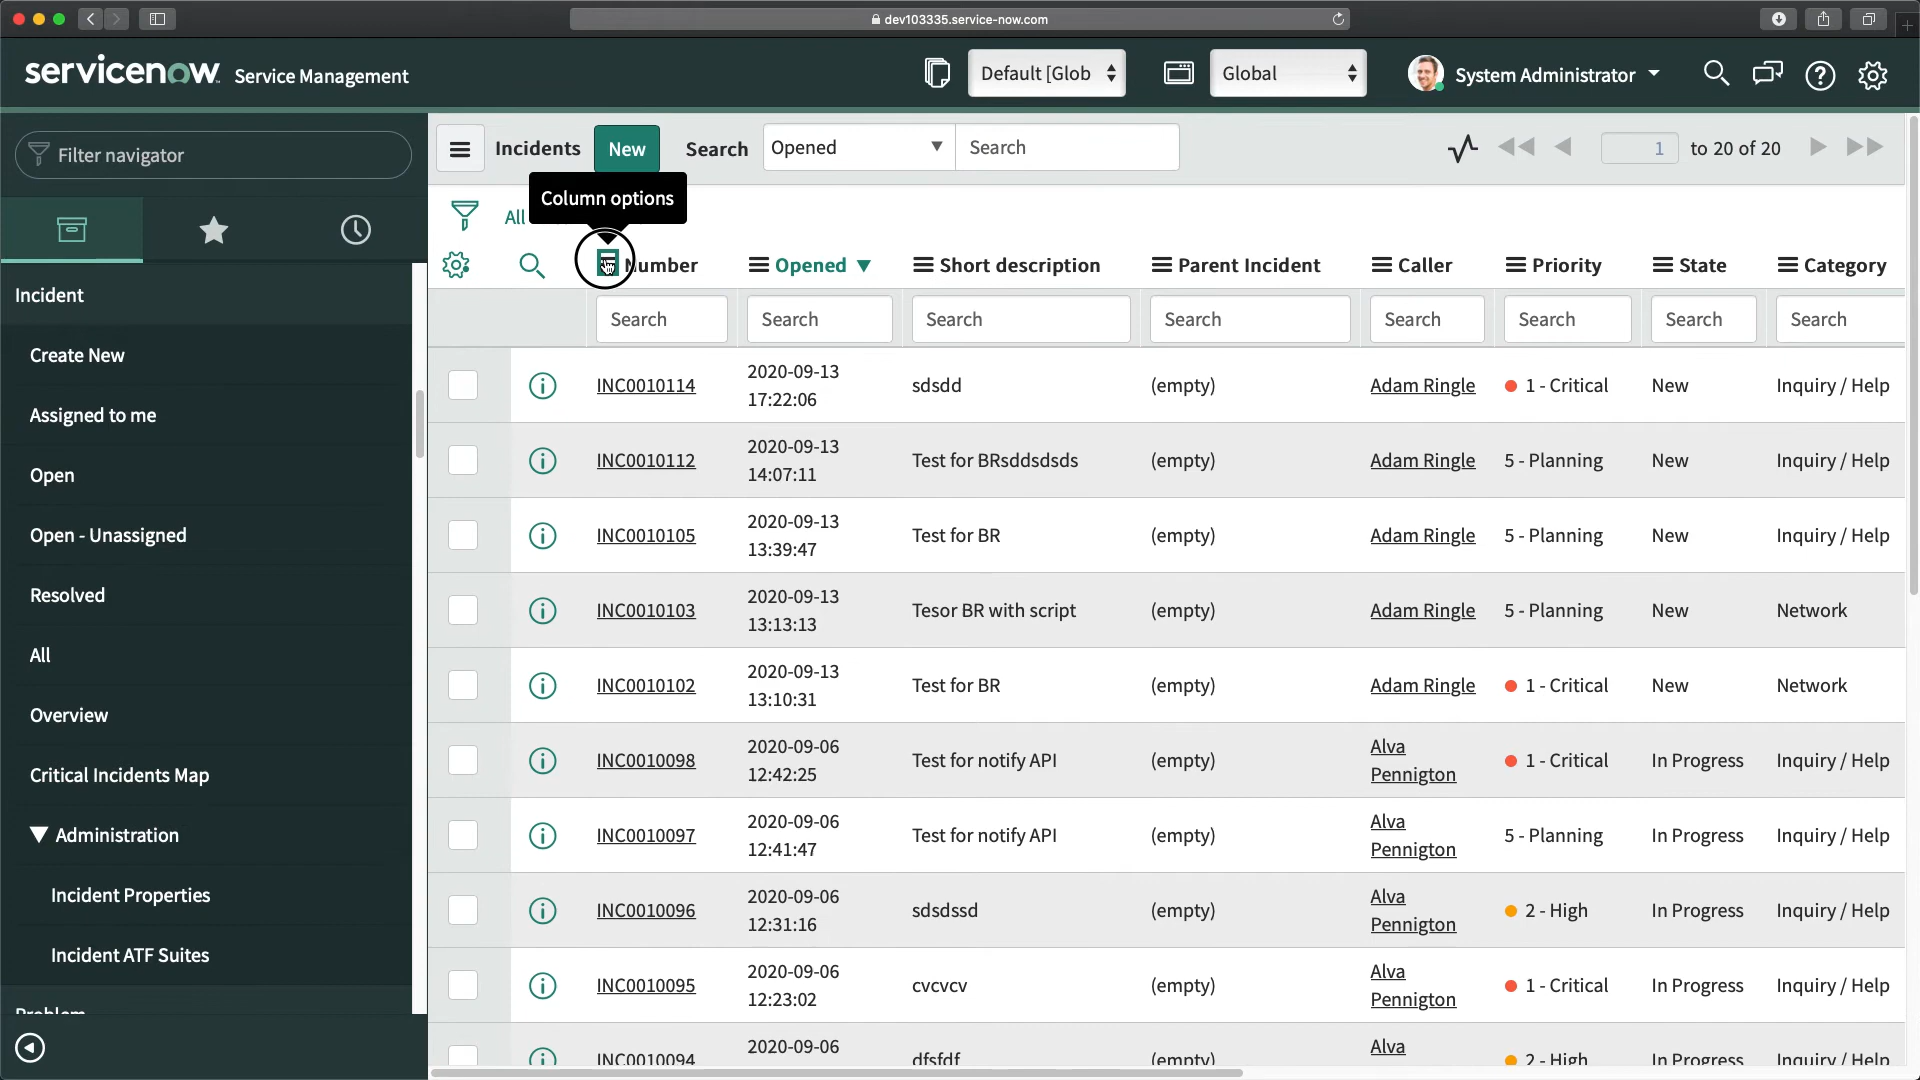 dev103335.service-now.com
servicenow Service Management
Default [Glob
Global
System Administrator
Filter navigator
Incident
Create New
Assigned to me
Open
Open - Unassigned
Resolved
All
Overview
Critical Incidents Map
Administration
Incident Properties
Incident ATF Suites
Problem
Incidents New Search Opened Search 1 to 20 of 20
Column options
All
Number Opened Short description Parent Incident Caller Priority State Category
Search Search Search Search Search Search Search Search
INC0010114 2020-09-13 17:22:06 sdsdd (empty) Adam Ringle 1 - Critical New Inquiry / Help
INC0010112 2020-09-13 14:07:11 Test for BRsddsdsds (empty) Adam Ringle 5 - Planning New Inquiry / Help
INC0010105 2020-09-13 13:39:47 Test for BR (empty) Adam Ringle 5 - Planning New Inquiry / Help
INC0010103 2020-09-13 13:13:13 Tesor BR with script (empty) Adam Ringle 5 - Planning New Network
INC0010102 2020-09-13 13:10:31 Test for BR (empty) Adam Ringle 1 - Critical New Network
INC0010098 2020-09-06 12:42:25 Test for notify API (empty) Alva Pennigton 1 - Critical In Progress Inquiry / Help
INC0010097 2020-09-06 12:41:47 Test for notify API (empty) Alva Pennigton 5 - Planning In Progress Inquiry / Help
INC0010096 2020-09-06 12:31:16 sdsdssd (empty) Alva Pennigton 2 - High In Progress Inquiry / Help
INC0010095 2020-09-06 12:23:02 cvcvcv (empty) Alva Pennigton 1 - Critical In Progress Inquiry / Help
INC0010094 2020-09-06 dfsfdf (empty) Alva 2 - High In Progress Inquiry / Help